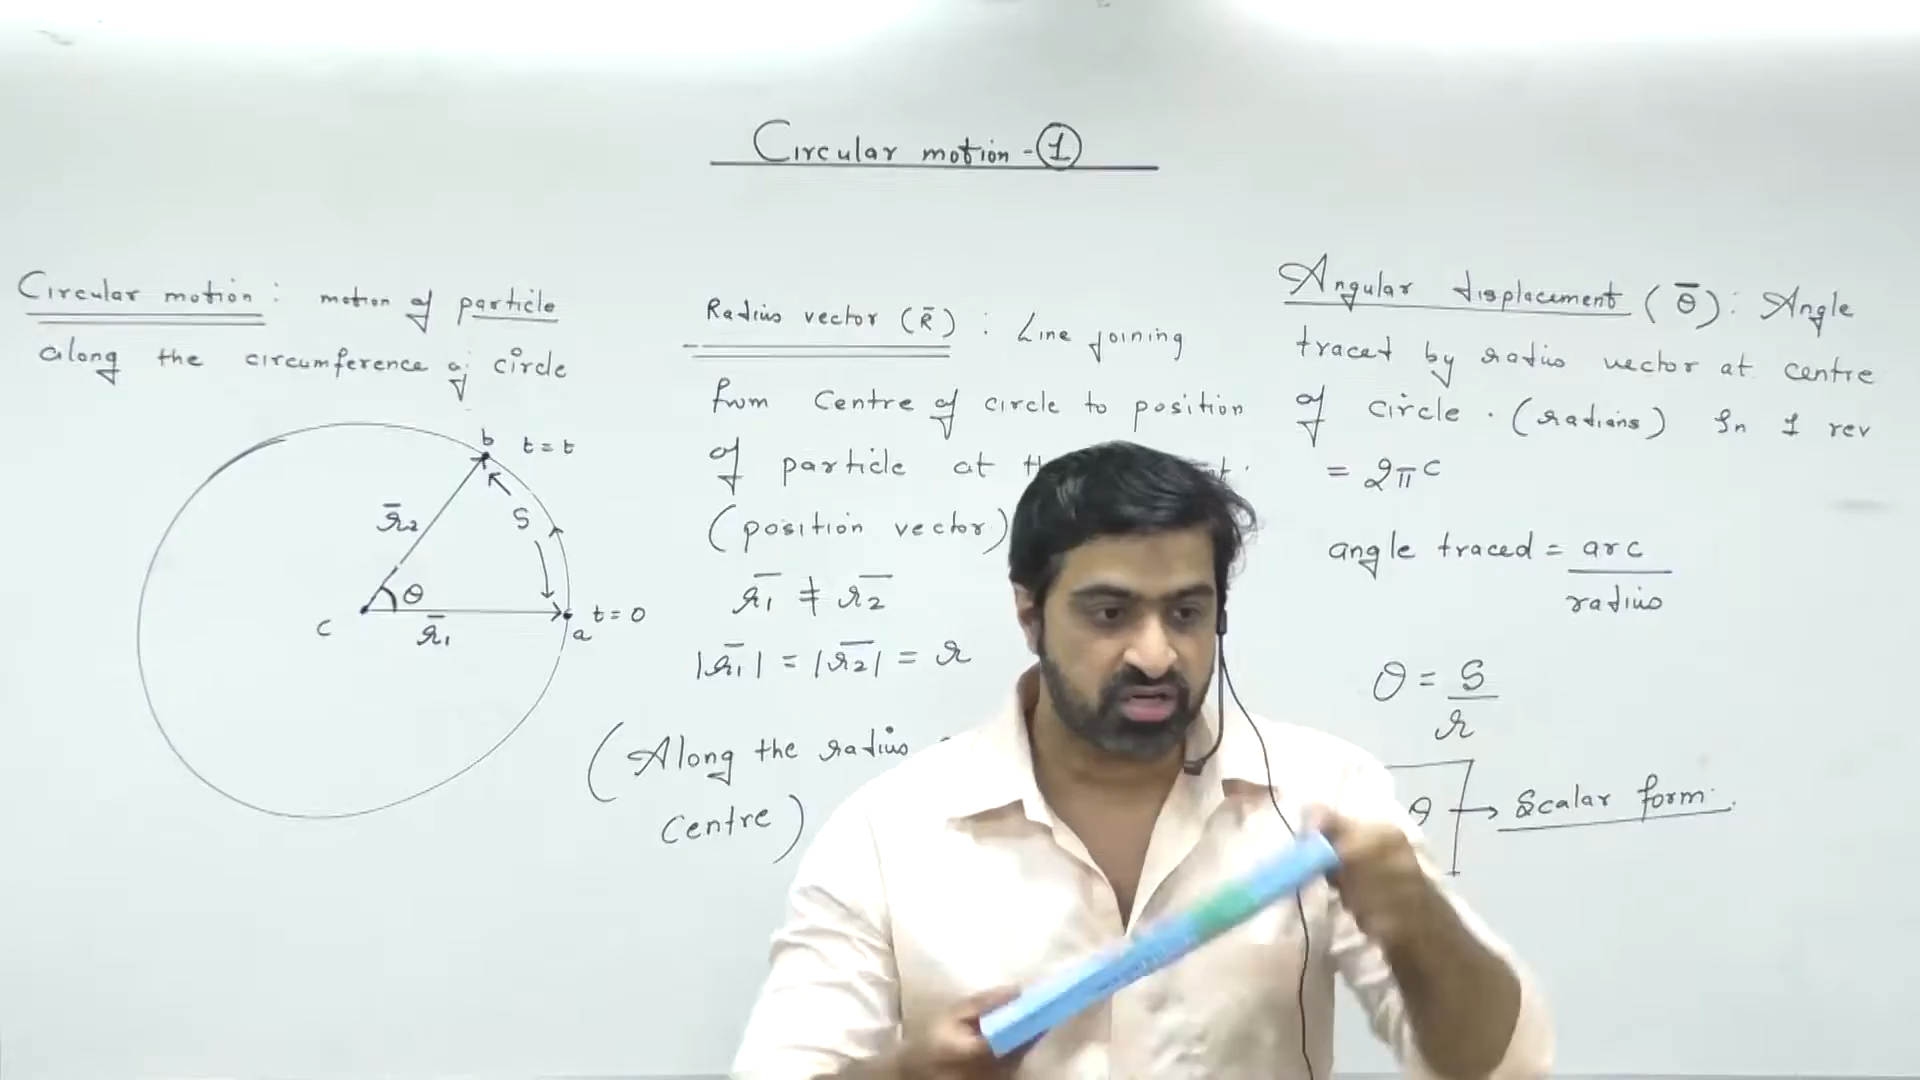 Circular motion - 1
Circular motion : motion of particle
along the circumference of circle
b t = t
r̄₂
S
θ
c
r̄₁
a t = 0
Radius vector (R̄) : Line joining
from Centre of circle to position
of particle at
(position vector)
r̄₁ ≠ r̄₂
|r̄₁| = |r̄₂| = r
(Along the radius
Centre)
Angular displacement (θ̄) : Angle
traced by radius vector at centre
of circle. (radians) In 1 rev
= 2πᶜ
angle traced = arc / radius
θ = S / r
θ → Scalar form.